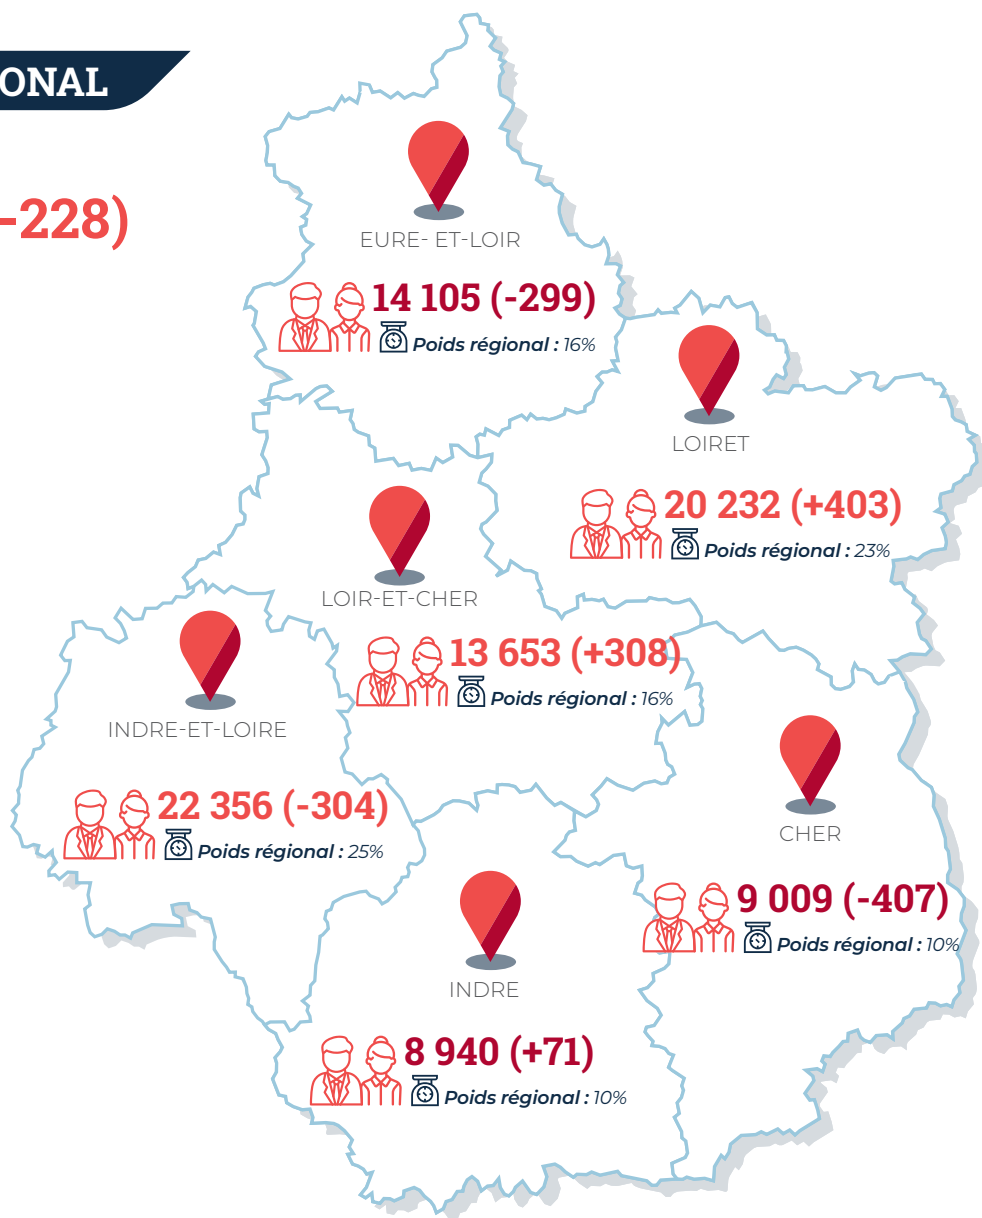 ONAL
-228)
EURE- ET-LOIR
14 105 (-299)
Poids régional : 16%
LOIRET
20 232 (+403)
Poids régional : 23%
LOIR-ET-CHER
13 653 (+308)
Poids régional : 16%
INDRE-ET-LOIRE
22 356 (-304)
Poids régional : 25%
CHER
9 009 (-407)
Poids régional : 10%
INDRE
8 940 (+71)
Poids régional : 10%